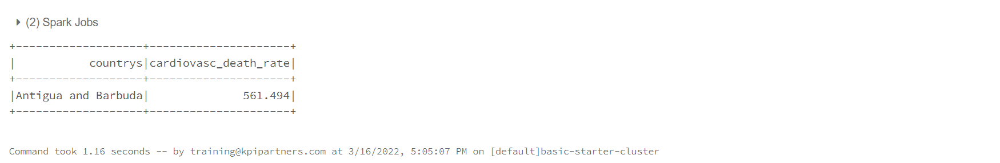 (2) Spark Jobs
+-------------------+---------------------+
|           countrys|cardiovasc_death_rate|
+-------------------+---------------------+
|Antigua and Barbuda|              561.494|
+-------------------+---------------------+
Command took 1.16 seconds -- by training@kpipartners.com at 3/16/2022, 5:05:07 PM on [default]basic-starter-cluster